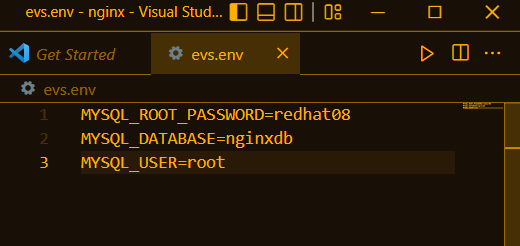 evs.env - nginx - Visual Stud...
Get Started
evs.env
evs.env
1 MYSQL_ROOT_PASSWORD=redhat08
2 MYSQL_DATABASE=nginxdb
3 MYSQL_USER=root